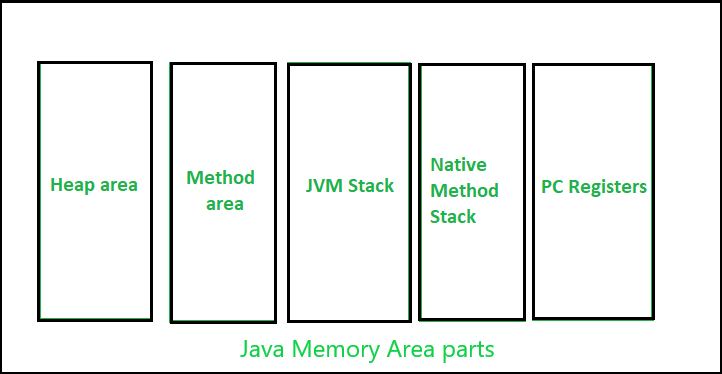 Heap area
Method
area
JVM Stack
Native
Method
Stack
PC Registers
Java Memory Area parts